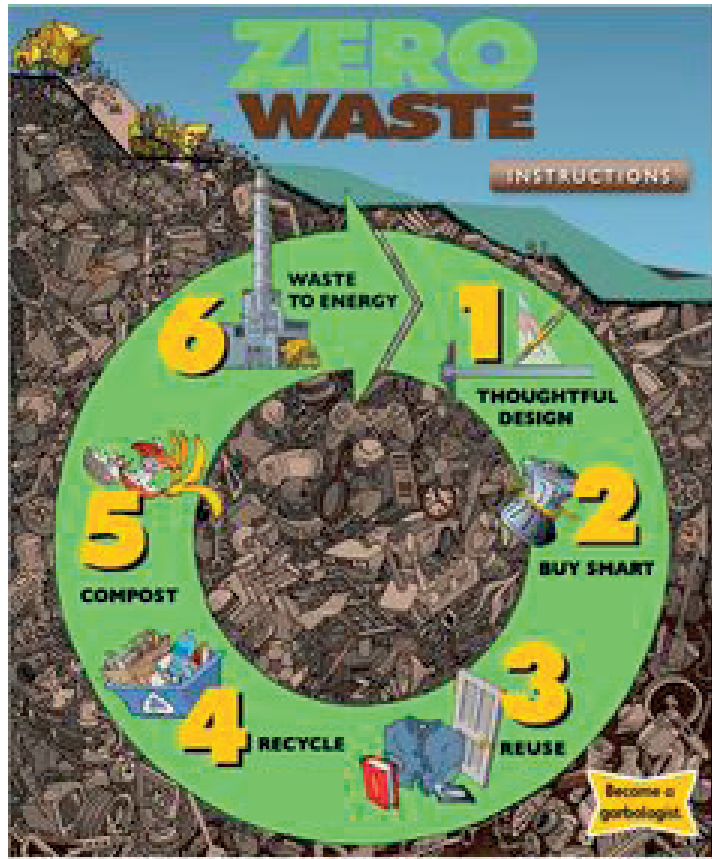 ZERO
WASTE
INSTRUCTIONS
1
THOUGHTFUL
DESIGN
2
BUY SMART
3
REUSE
4
RECYCLE
5
COMPOST
6
WASTE
TO ENERGY
Become a
garbologist.